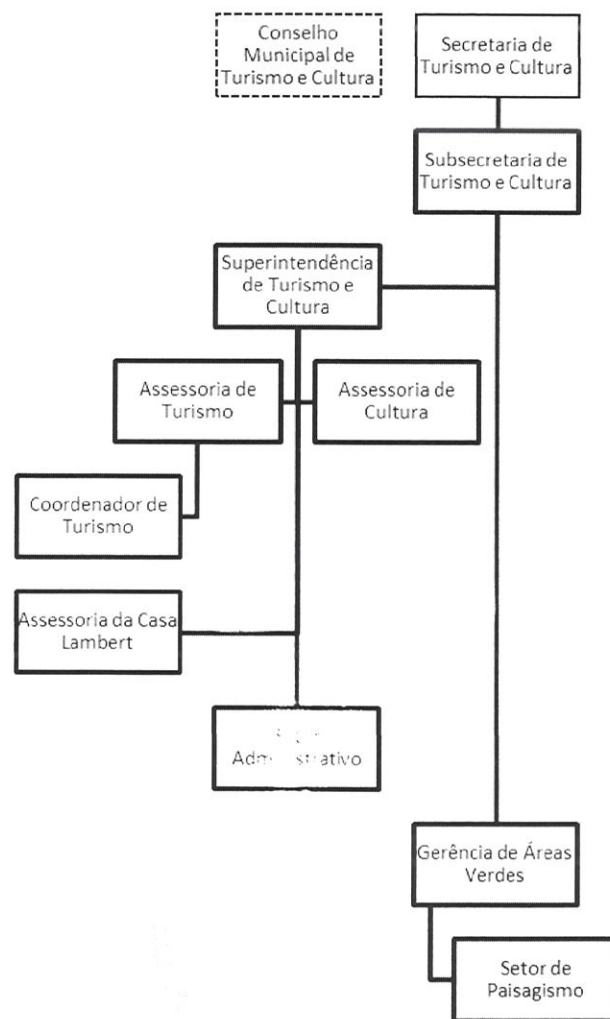 Conselho
Municipal de
Turismo e Cultura
Secretaria de
Turismo e Cultura
Subsecretaria de
Turismo e Cultura
Superintendência
de Turismo e
Cultura
Assessoria de
Turismo
Assessoria de
Cultura
Coordenador de
Turismo
Assessoria da Casa
Lambert
Administrativo
Gerência de Áreas
Verdes
Setor de
Paisagismo